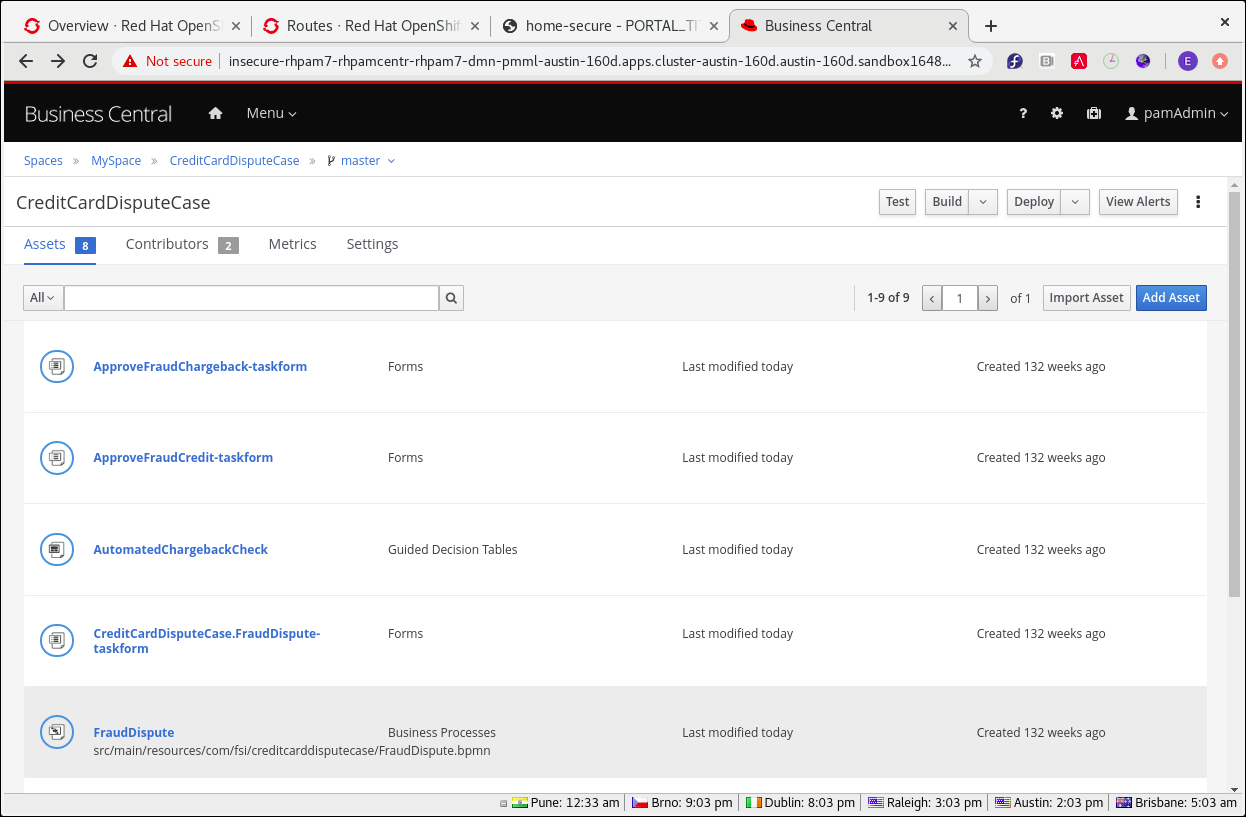 Overview · Red Hat OpenS
Routes · Red Hat OpenShif
home-secure - PORTAL_TI
Business Central
Not secure
insecure-rhpam7-rhpamcentr-rhpam7-dmn-pmml-austin-160d.apps.cluster-austin-160d.austin-160d.sandbox1648...
E
Business Central
Menu
?
pamAdmin
Spaces » MySpace » CreditCardDisputeCase » master
CreditCardDisputeCase
Test
Build
Deploy
View Alerts
Assets 8
Contributors 2
Metrics
Settings
All
1-9 of 9
‹ 1 ›
of 1
Import Asset
Add Asset
ApproveFraudChargeback-taskform
Forms
Last modified today
Created 132 weeks ago
ApproveFraudCredit-taskform
Forms
Last modified today
Created 132 weeks ago
AutomatedChargebackCheck
Guided Decision Tables
Last modified today
Created 132 weeks ago
CreditCardDisputeCase.FraudDispute-
taskform
Forms
Last modified today
Created 132 weeks ago
FraudDispute
Business Processes
Last modified today
Created 132 weeks ago
src/main/resources/com/fsi/creditcarddisputecase/FraudDispute.bpmn
Pune: 12:33 am
Brno: 9:03 pm
Dublin: 8:03 pm
Raleigh: 3:03 pm
Austin: 2:03 pm
Brisbane: 5:03 am